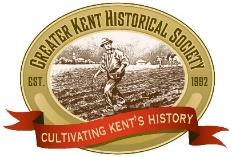 GREATER KENT HISTORICAL SOCIETY
EST. 1992
CULTIVATING KENT'S HISTORY